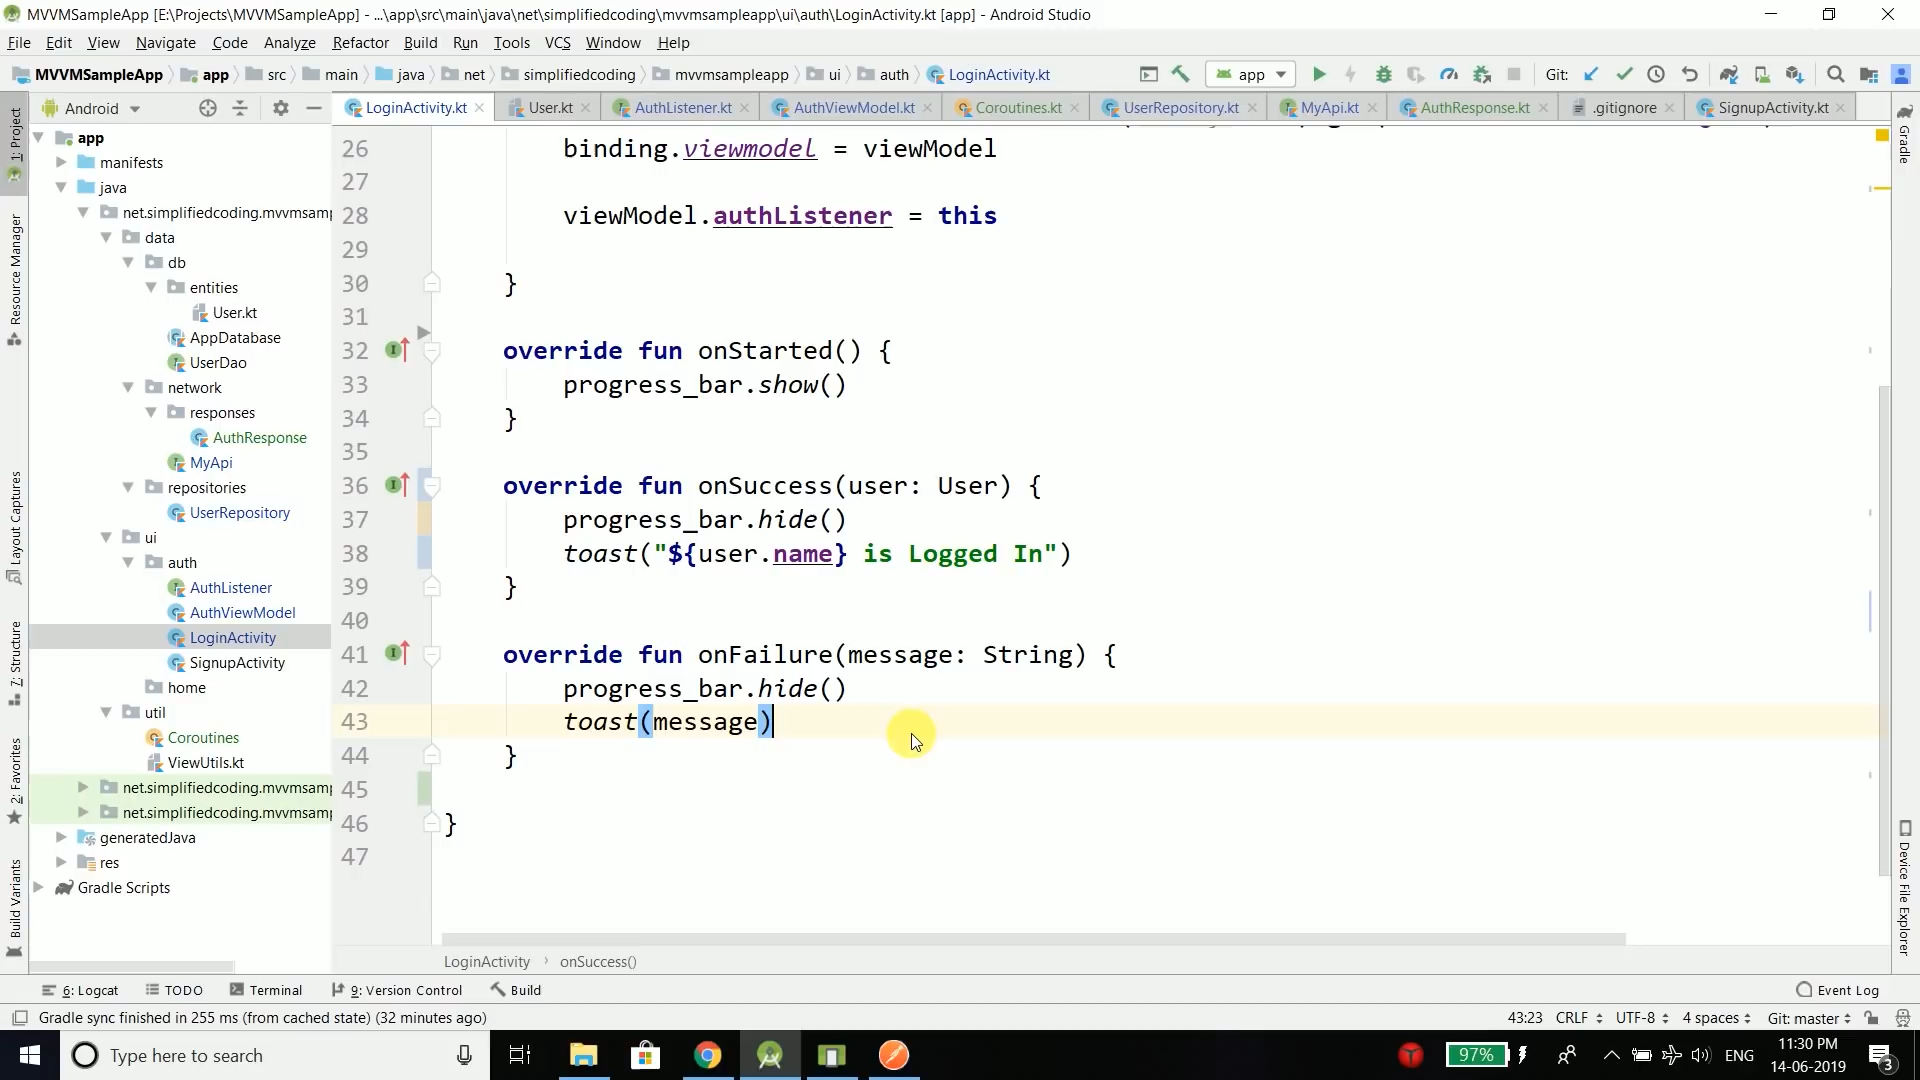 MVVMSampleApp [E:\Projects\MVVMSampleApp] - ...\app\src\main\java\net\simplifiedcoding\mvvmsampleapp\ui\auth\LoginActivity.kt [app] - Android Studio
File Edit View Navigate Code Analyze Refactor Build Run Tools VCS Window Help
MVVMSampleApp app src main java net simplifiedcoding mvvmsampleapp ui auth LoginActivity.kt app Git:
Android LoginActivity.kt User.kt AuthListener.kt AuthViewModel.kt Coroutines.kt UserRepository.kt MyApi.kt AuthResponse.kt .gitignore SignupActivity.kt
1: Project
Resource Manager
Layout Captures
7: Structure
2: Favorites
Build Variants
app
manifests
java
net.simplifiedcoding.mvvmsamp
data
db
entities
User.kt
AppDatabase
UserDao
network
responses
AuthResponse
MyApi
repositories
UserRepository
ui
auth
AuthListener
AuthViewModel
LoginActivity
SignupActivity
home
util
Coroutines
ViewUtils.kt
net.simplifiedcoding.mvvmsamp
net.simplifiedcoding.mvvmsamp
generatedJava
res
Gradle Scripts
26 binding.viewmodel = viewModel
27
28 viewModel.authListener = this
29
30 }
31
32 override fun onStarted() {
33 progress_bar.show()
34 }
35
36 override fun onSuccess(user: User) {
37 progress_bar.hide()
38 toast("${user.name} is Logged In")
39 }
40
41 override fun onFailure(message: String) {
42 progress_bar.hide()
43 toast(message)
44 }
45
46 }
47
Gradle
Device File Explorer
LoginActivity › onSuccess()
6: Logcat TODO Terminal 9: Version Control Build Event Log
Gradle sync finished in 255 ms (from cached state) (32 minutes ago) 43:23 CRLF UTF-8 4 spaces Git: master
Type here to search 97% ENG 11:30 PM
14-06-2019 3